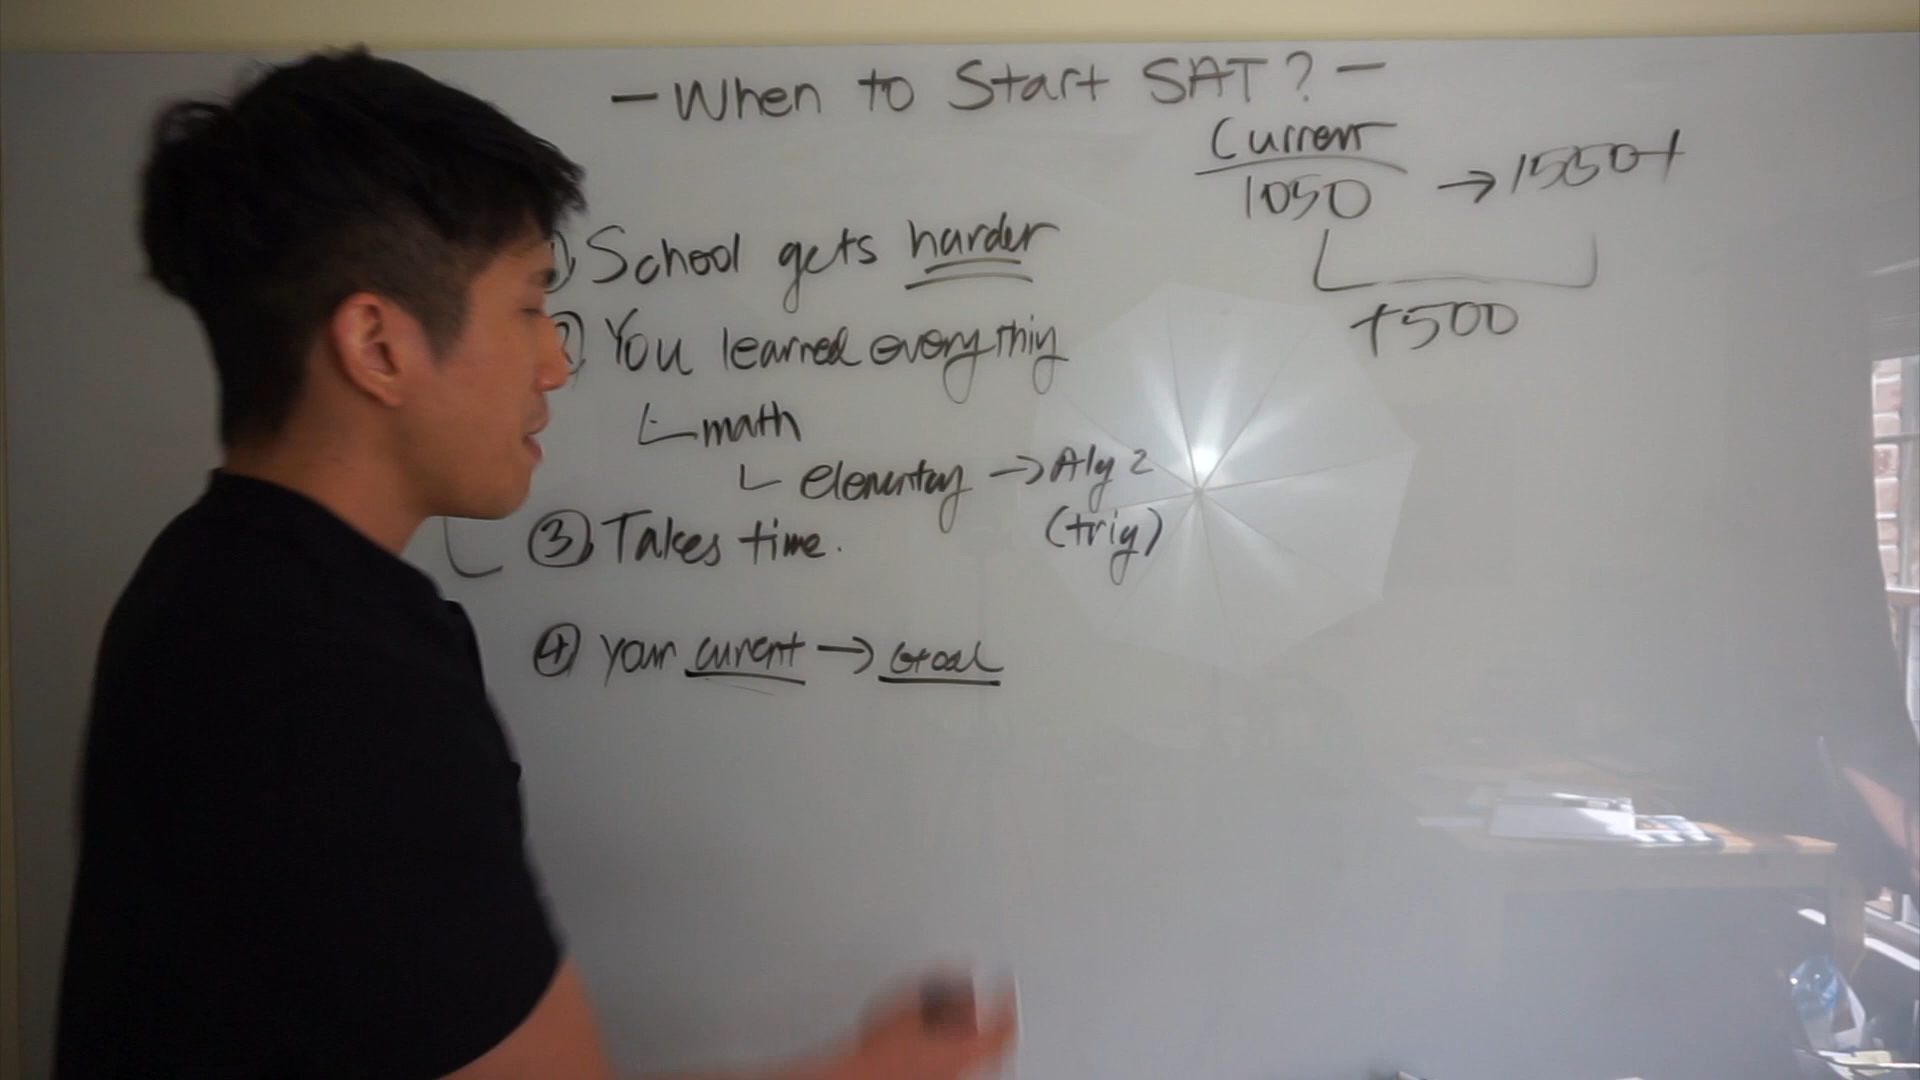 — When to Start SAT? —
Current
1050 → 1550+
+500
1) School gets harder
2) You learned everything
math
elementary → Alg 2
(trig)
3) Takes time.
4) Your current → Goal